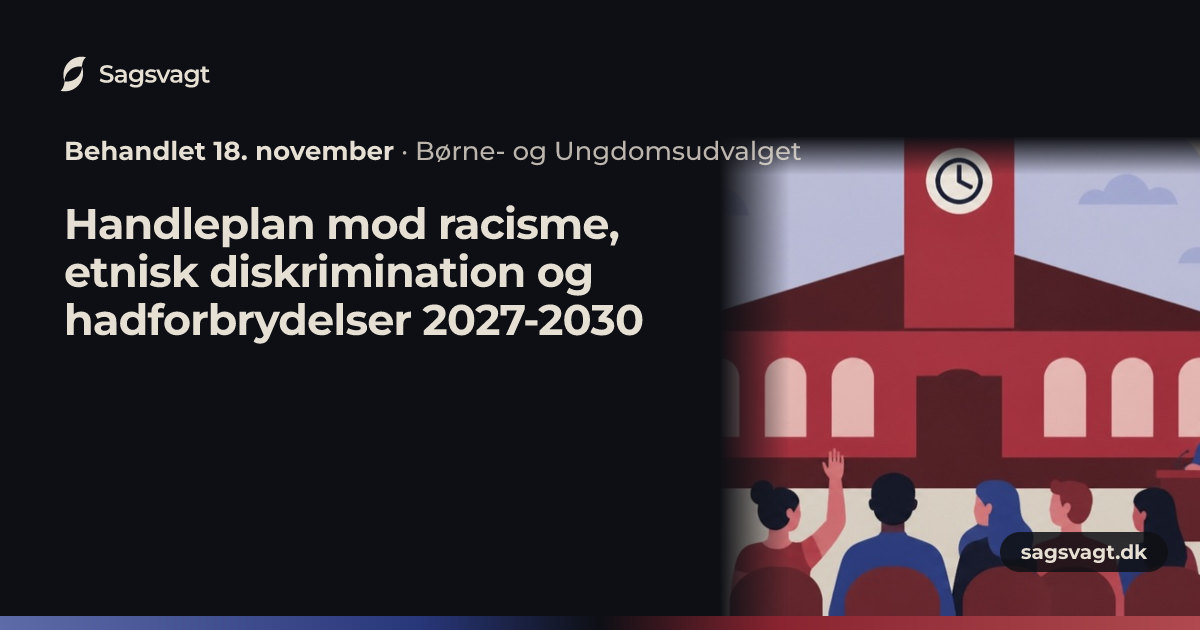 Sagsvagt
Behandlet 18. november · Børne- og Ungdomsudvalget
Handleplan mod racisme,
etnisk diskrimination og
hadforbrydelser 2027-2030
sagsvagt.dk